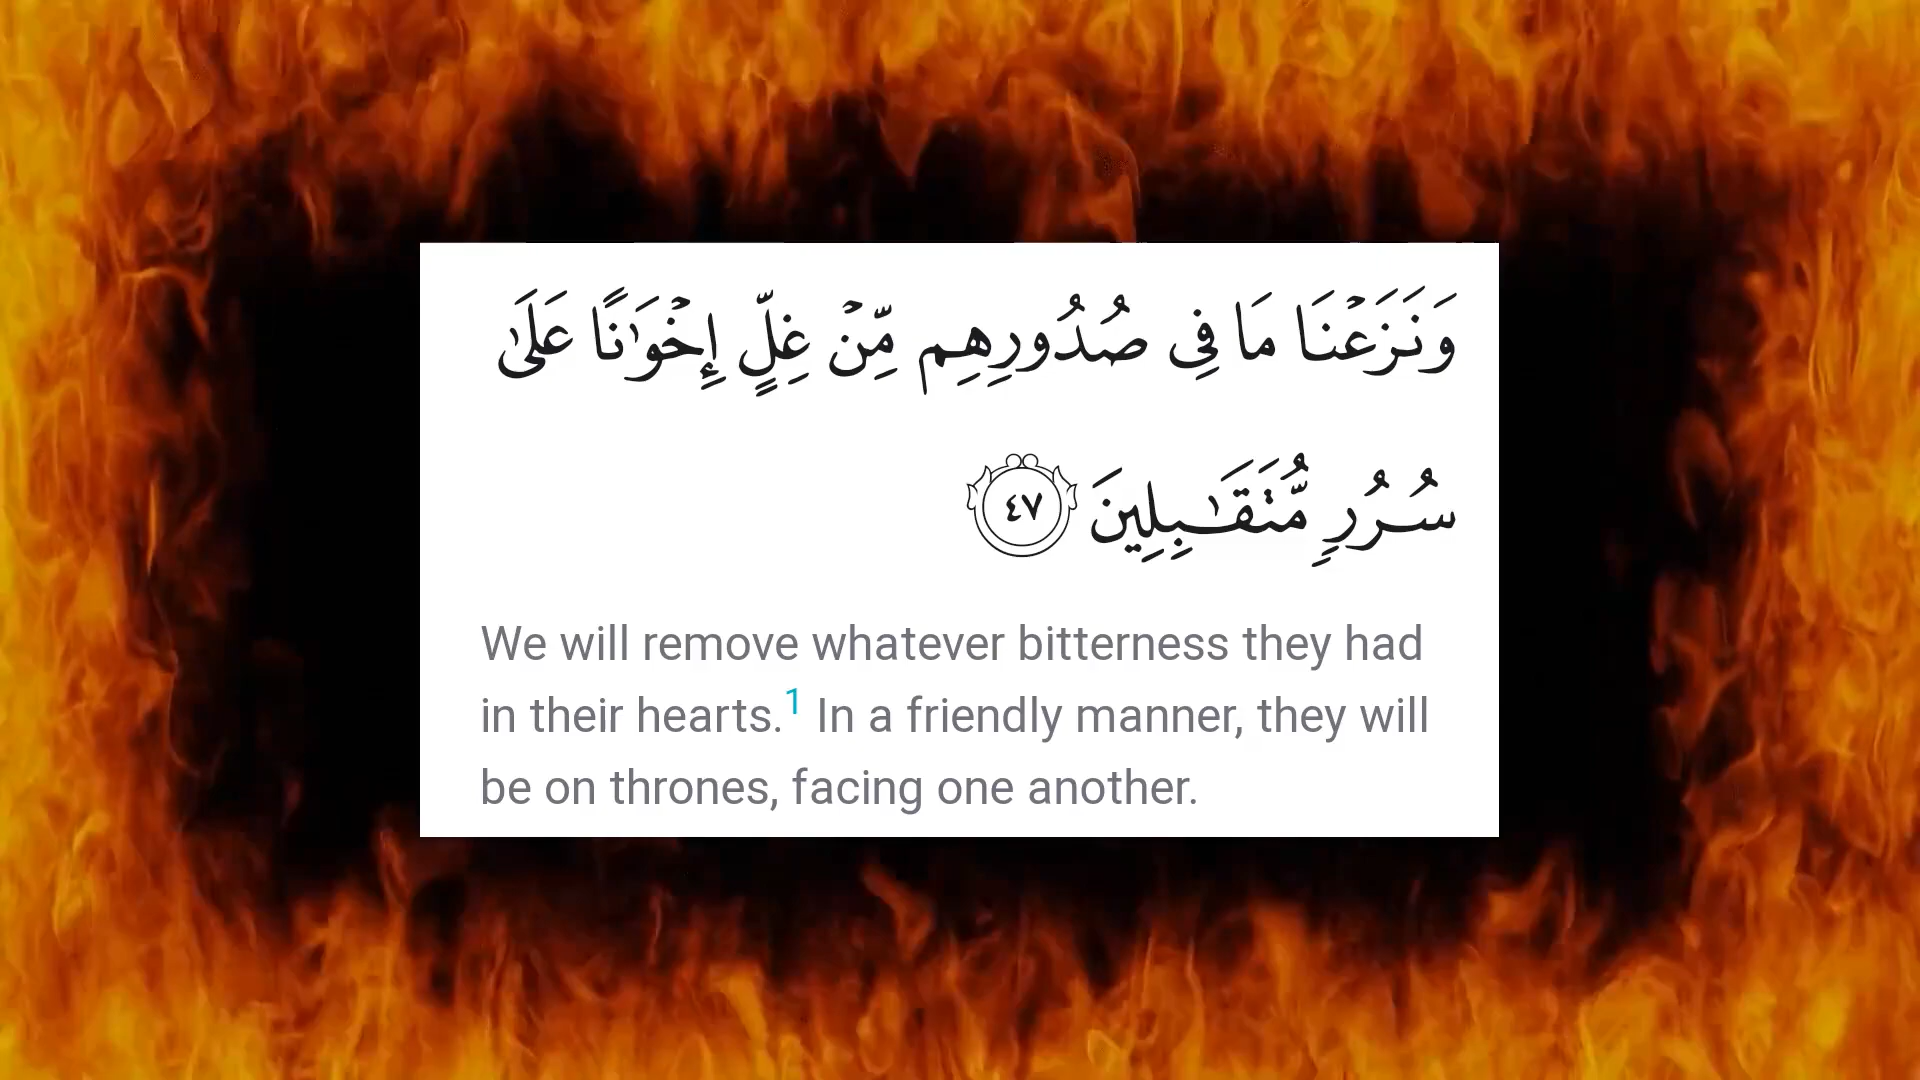 وَنَزَعۡنَا مَا فِی صُدُورِهِم مِّنۡ غِلٍّ إِخۡوَٰنًا عَلَىٰ
سُرُرٍ مُّتَقَـٰبِلِینَ ٤٧
We will remove whatever bitterness they had
in their hearts.1 In a friendly manner, they will
be on thrones, facing one another.